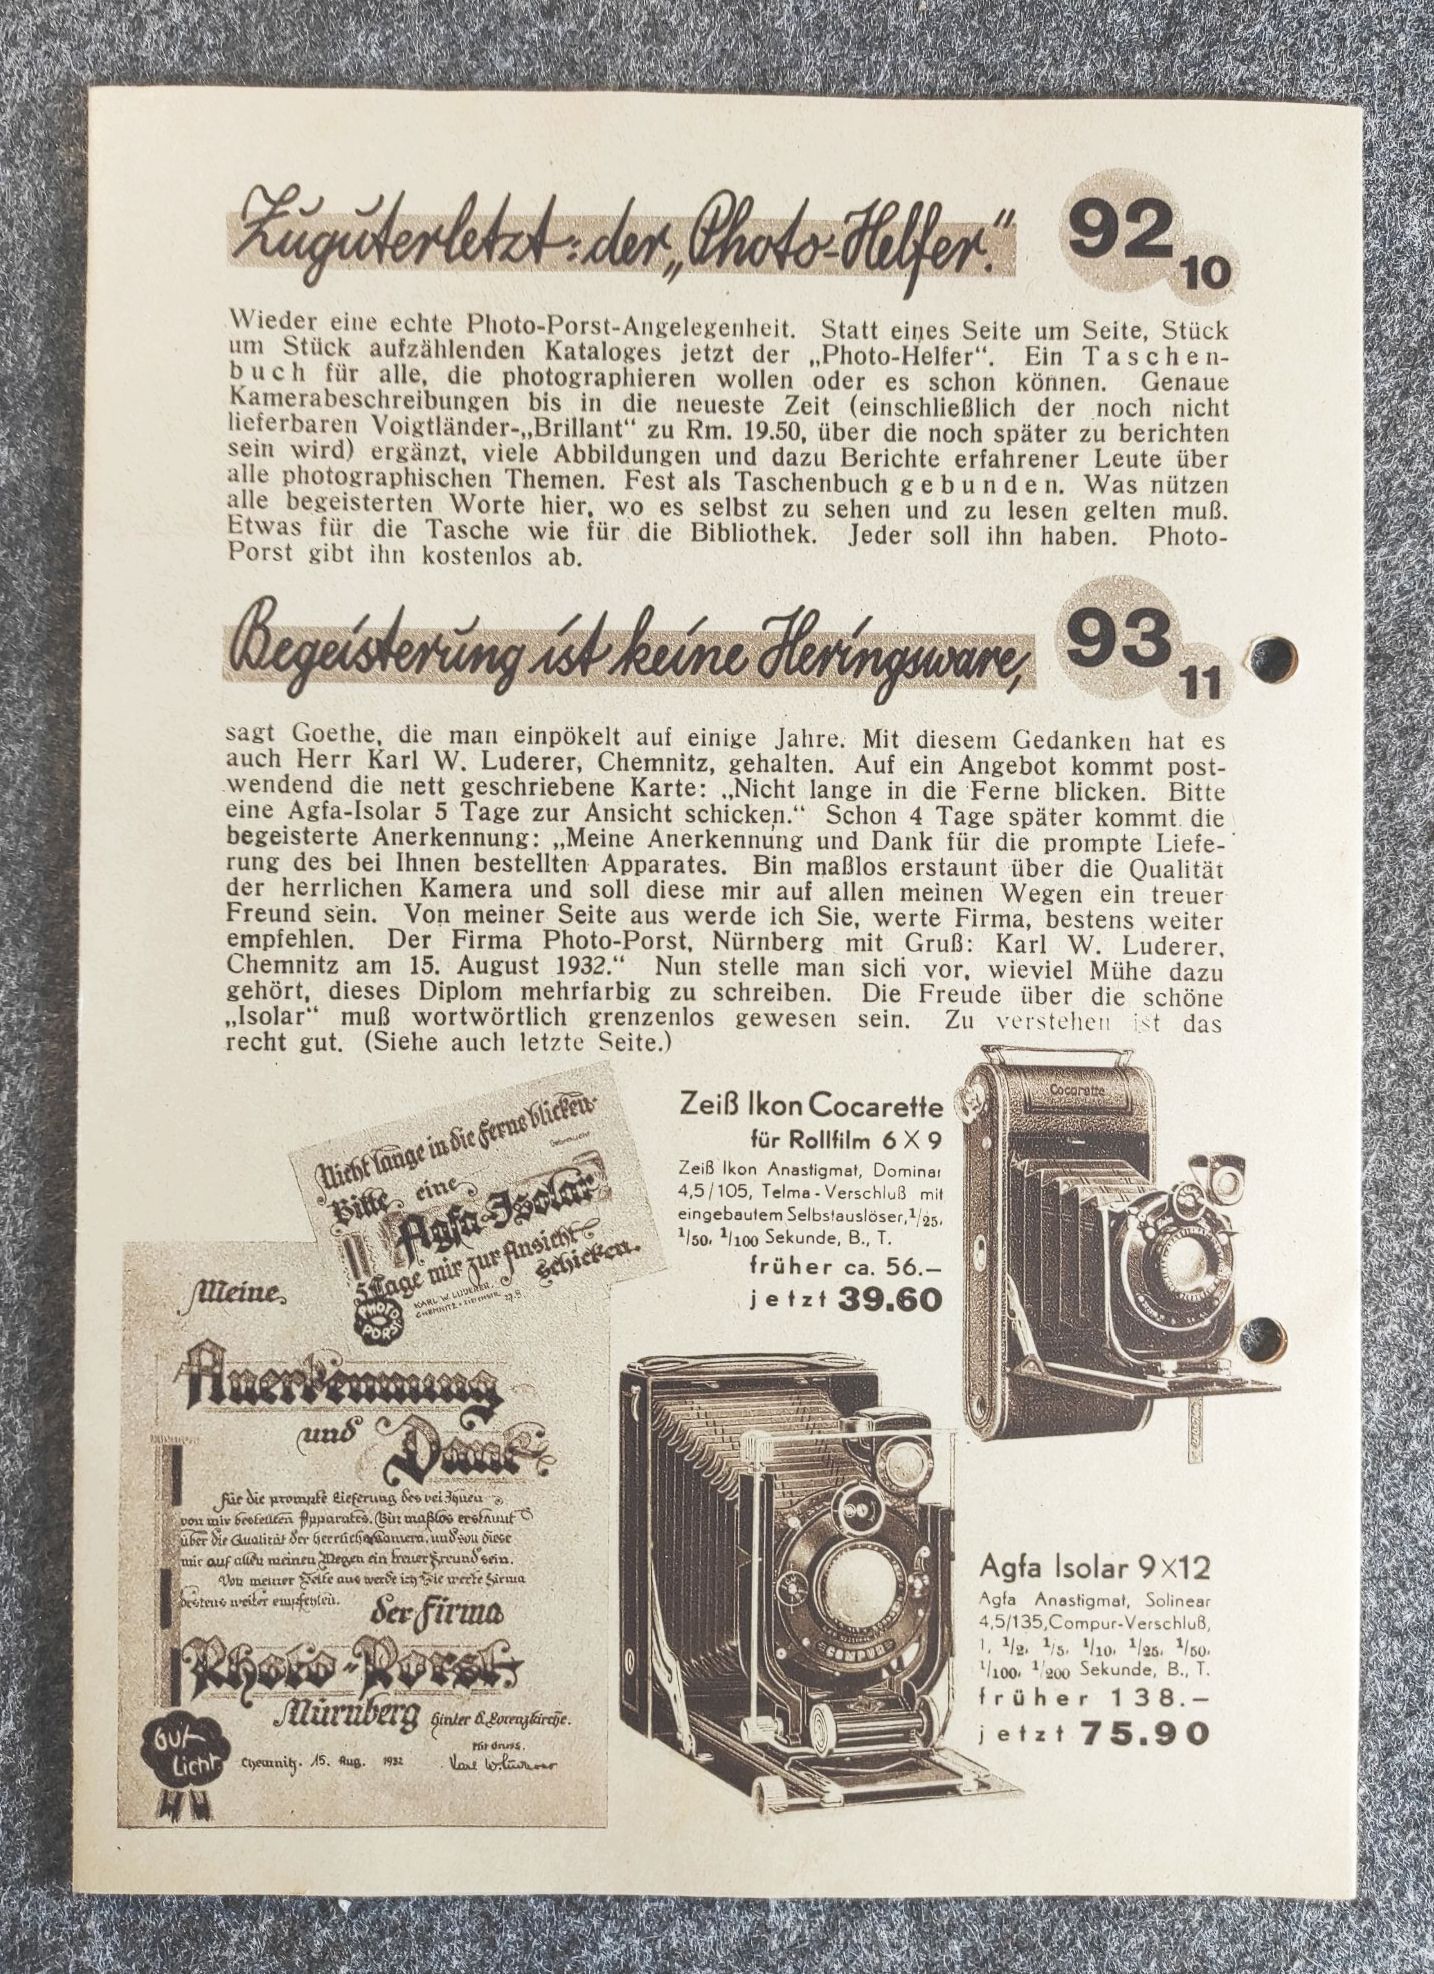 Zuguterletzt: der „Photo-Helfer."
92
10
Wieder eine echte Photo-Porst-Angelegenheit. Statt eines Seite um Seite, Stück
um Stück aufzählenden Kataloges jetzt der „Photo-Helfer“. Ein Taschen-
buch für alle, die photographieren wollen oder es schon können. Genaue
Kamerabeschreibungen bis in die neueste Zeit (einschließlich der noch nicht
lieferbaren Voigtländer-„Brillant“ zu Rm. 19.50, über die noch später zu berichten
sein wird) ergänzt, viele Abbildungen und dazu Berichte erfahrener Leute über
alle photographischen Themen. Fest als Taschenbuch gebunden. Was nützen
alle begeisterten Worte hier, wo es selbst zu sehen und zu lesen gelten muß.
Etwas für die Tasche wie für die Bibliothek. Jeder soll ihn haben. Photo-
Porst gibt ihn kostenlos ab.
Begeisterung ist keine Heringsware,
93
11
sagt Goethe, die man einpökelt auf einige Jahre. Mit diesem Gedanken hat es
auch Herr Karl W. Luderer, Chemnitz, gehalten. Auf ein Angebot kommt post-
wendend die nett geschriebene Karte: „Nicht lange in die Ferne blicken. Bitte
eine Agfa-Isolar 5 Tage zur Ansicht schicken.“ Schon 4 Tage später kommt die
begeisterte Anerkennung: „Meine Anerkennung und Dank für die prompte Liefe-
rung des bei Ihnen bestellten Apparates. Bin maßlos erstaunt über die Qualität
der herrlichen Kamera und soll diese mir auf allen meinen Wegen ein treuer
Freund sein. Von meiner Seite aus werde ich Sie, werte Firma, bestens weiter
empfehlen. Der Firma Photo-Porst, Nürnberg mit Gruß: Karl W. Luderer,
Chemnitz am 15. August 1932.“ Nun stelle man sich vor, wieviel Mühe dazu
gehört, dieses Diplom mehrfarbig zu schreiben. Die Freude über die schöne
„Isolar“ muß wortwörtlich grenzenlos gewesen sein. Zu verstehen ist das
recht gut. (Siehe auch letzte Seite.)
Nicht lange in die Ferne blicken.
Bitte eine
Agfa-Isolar
5 Tage mir zur Ansicht
schicken.
KARL W LUDERER
PHOTO
PORST
Meine
Anerkennung
und
Dank
für die prompte Lieferung des bei Ihnen
von mir bestellten Apparates. Bin maßlos erstaunt
über die Qualität der herrlichen Kamera, und soll diese
mir auf allen meinen Wegen ein treuer Freund sein.
Von meiner Seite aus werde ich Sie werte Firma
bestens weiter empfehlen.
der Firma
Photo-Porst
Nürnberg hinter d. Lorenzkirche.
Mit Gruss.
Gut
Licht
Chemnitz. 15. Aug. 1932
Karl W. Luderer
Zeiß Ikon Cocarette
für Rollfilm 6 X 9
Zeiß Ikon Anastigmat, Dominar
4,5/105, Telma-Verschluß mit
eingebautem Selbstauslöser, 1/25,
1/50, 1/100 Sekunde, B., T.
früher ca. 56.—
jetzt 39.60
Cocarette
COMPUR
Agfa Isolar 9×12
Agfa Anastigmat, Solinear
4,5/135, Compur-Verschluß,
1, 1/2, 1/5, 1/10, 1/25, 1/50,
1/100, 1/200 Sekunde, B., T.
früher 138.—
jetzt 75.90